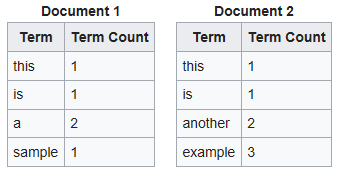 Document 1
Term Term Count
this 1
is 1
a 2
sample 1
Document 2
Term Term Count
this 1
is 1
another 2
example 3